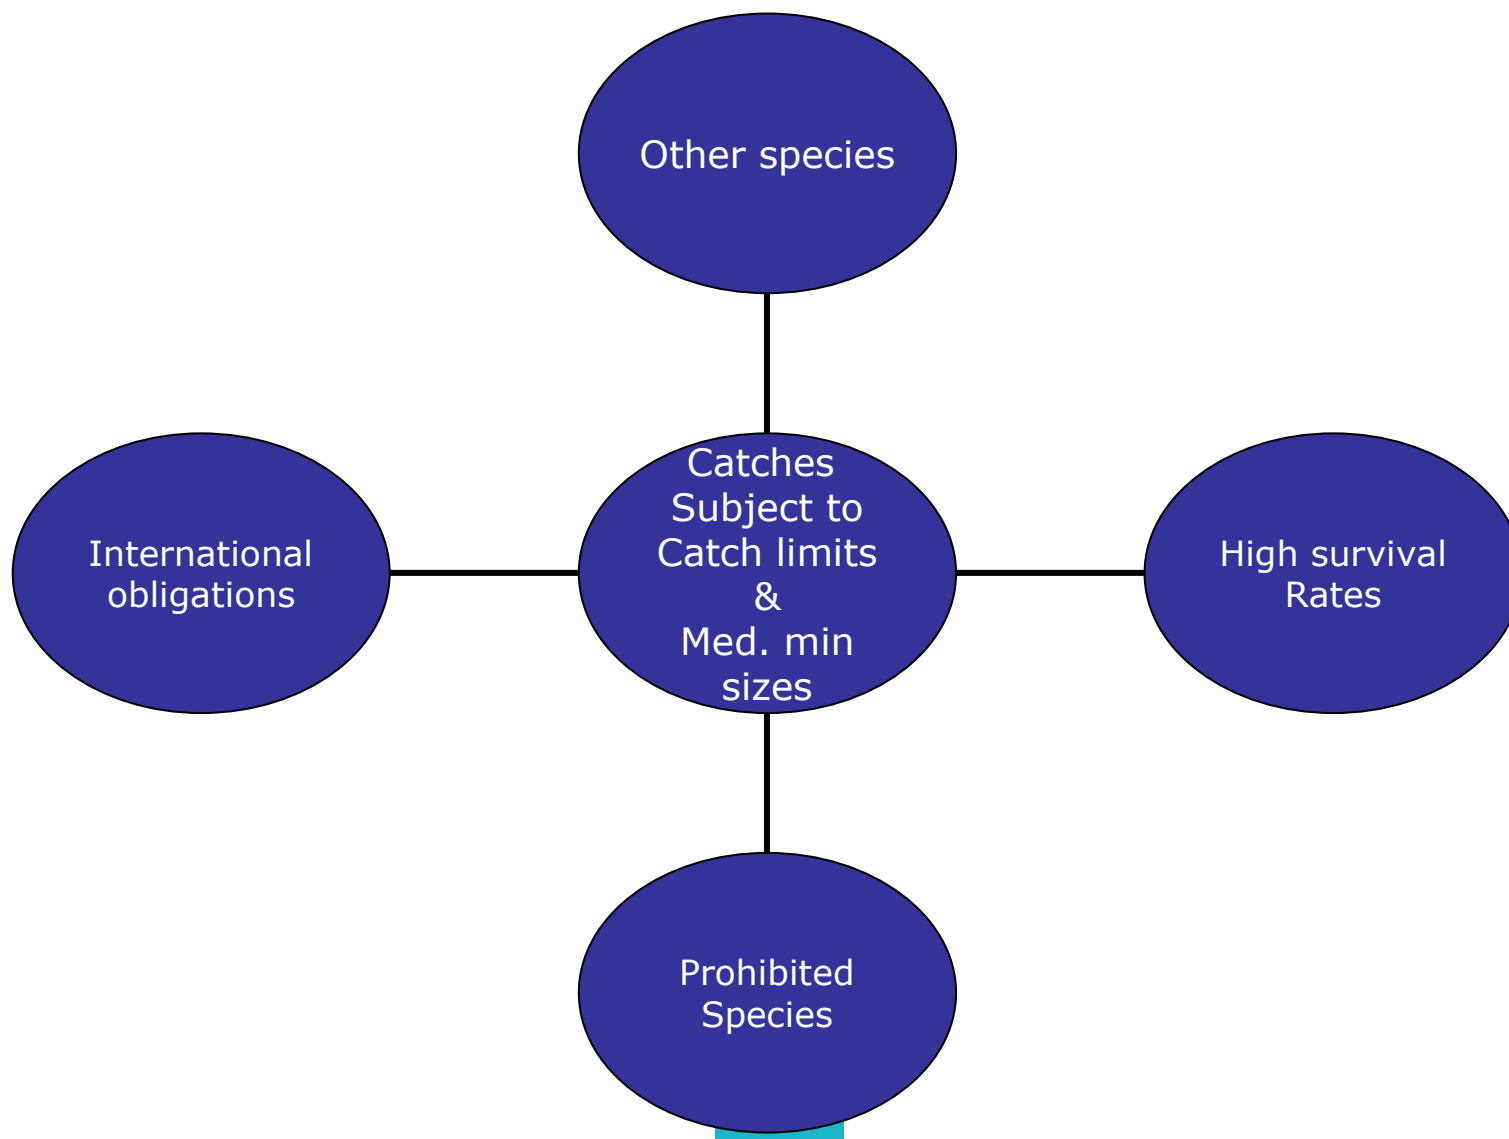 Other species
International
obligations
Catches
Subject to
Catch limits
&
Med. min
sizes
High survival
Rates
Prohibited
Species